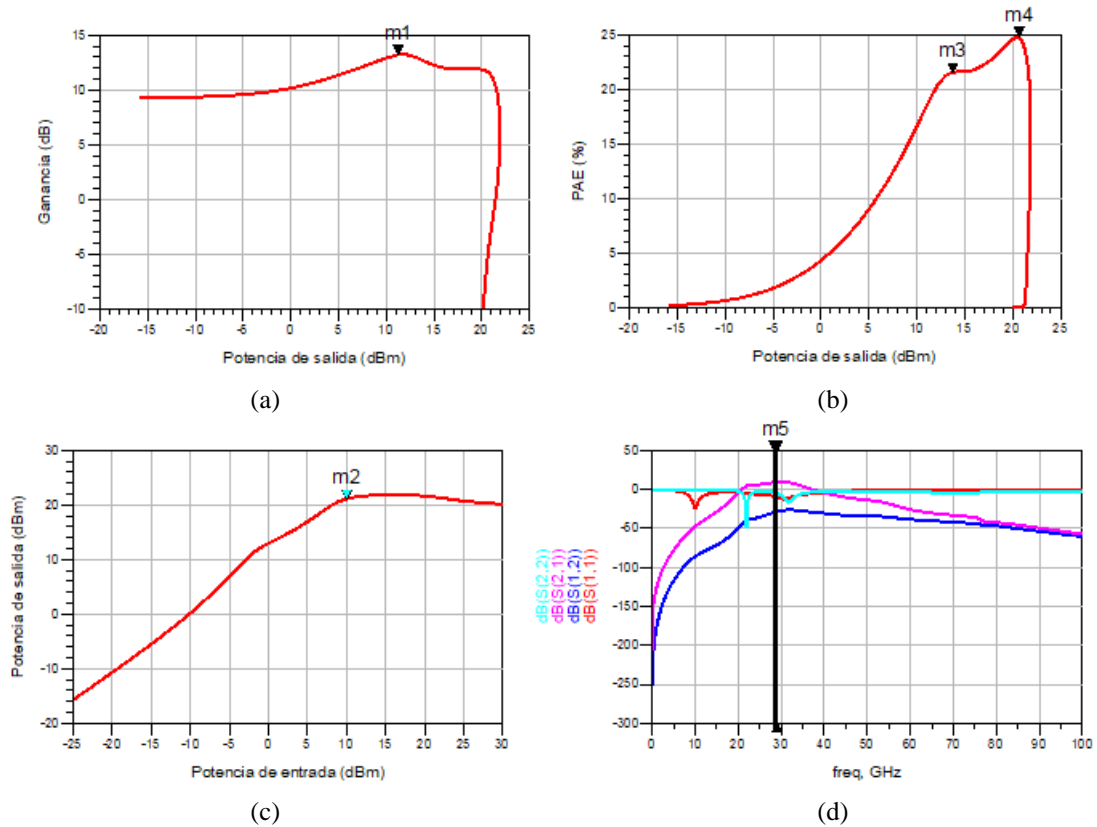 m1
15
10
5
0
-5
-10
-20 -15 -10 -5 0 5 10 15 20 25
Ganancia (dB)
Potencia de salida (dBm)
(a)
m4
m3
25
20
15
10
5
0
-20 -15 -10 -5 0 5 10 15 20 25
PAE (%)
Potencia de salida (dBm)
(b)
m2
30
20
10
0
-10
-20
-25 -20 -15 -10 -5 0 5 10 15 20 25 30
Potencia de salida (dBm)
Potencia de entrada (dBm)
(c)
m5
50
0
-50
-100
-150
-200
-250
-300
0 10 20 30 40 50 60 70 80 90 100
dB(S(2,2))
dB(S(2,1))
dB(S(1,2))
dB(S(1,1))
freq, GHz
(d)